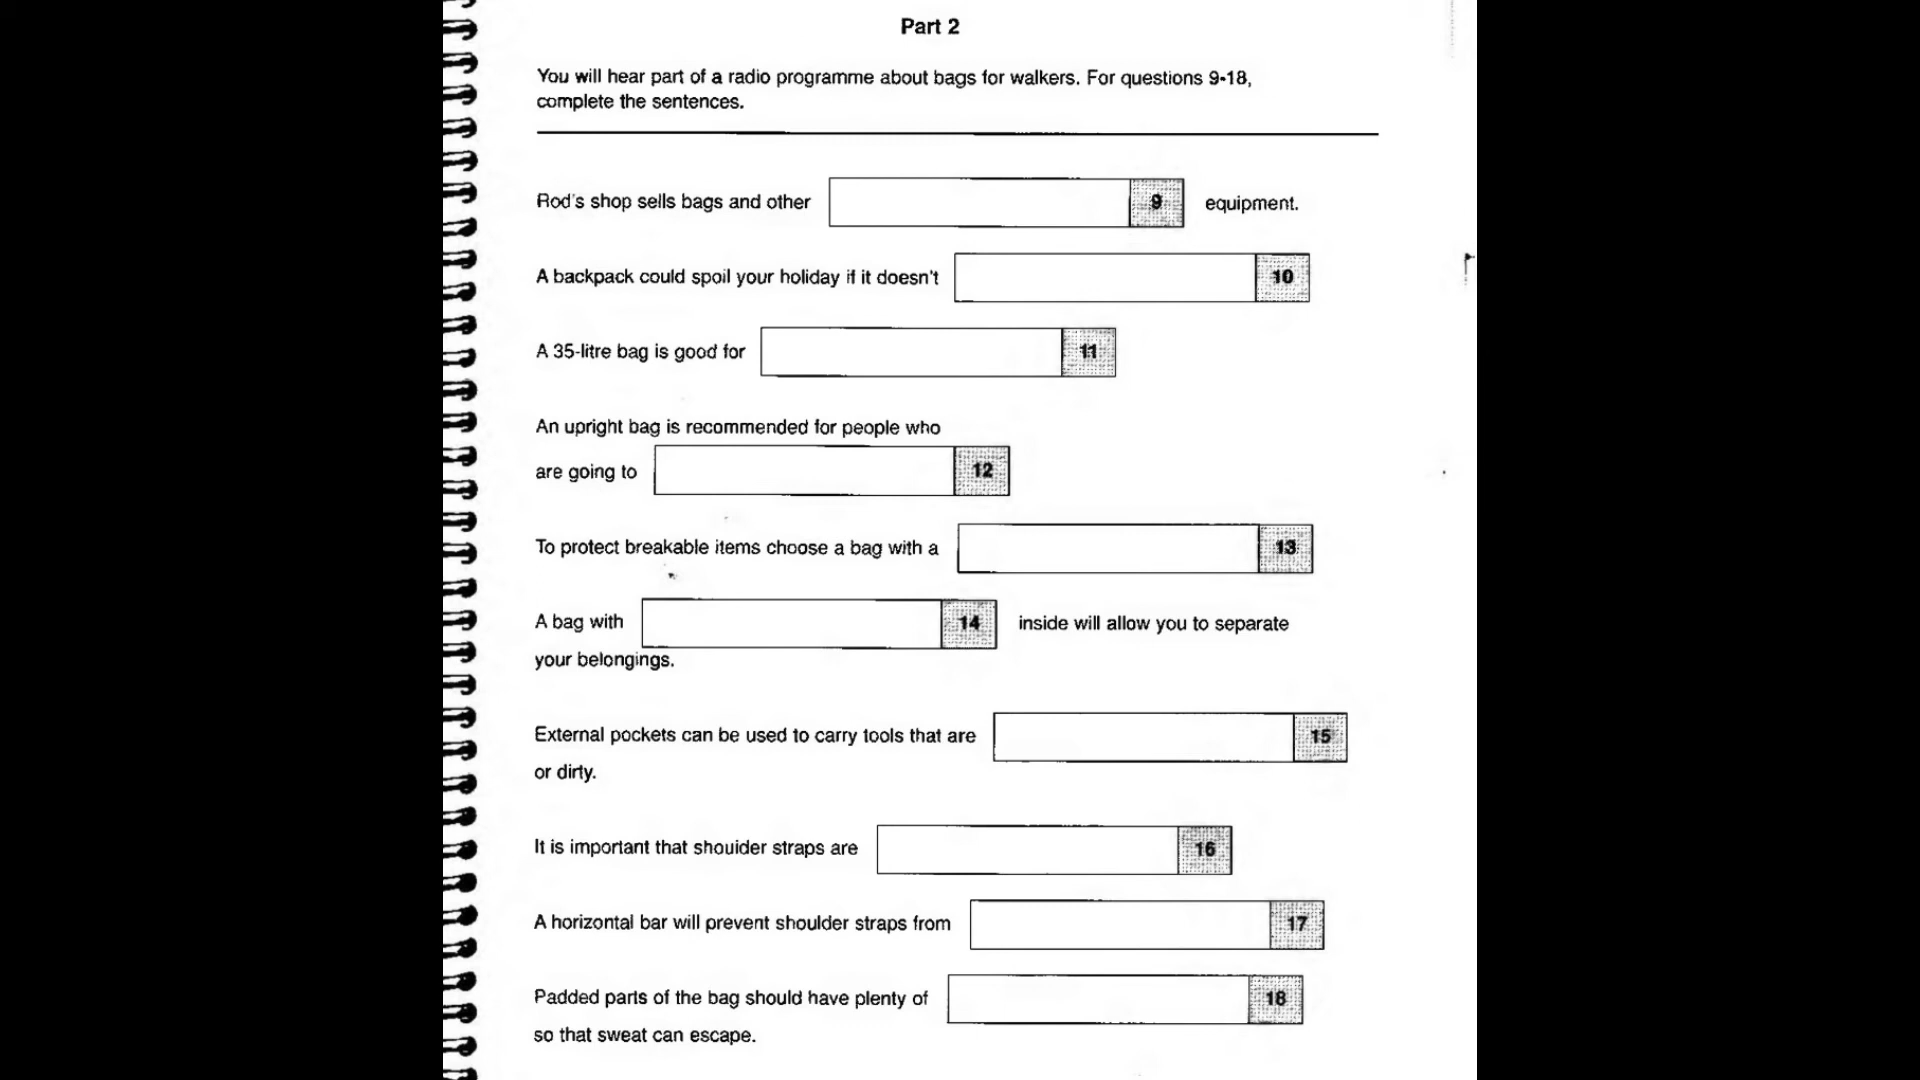 Part 2
You will hear part of a radio programme about bags for walkers. For questions 9-18,
complete the sentences.
Rod's shop sells bags and other 9 equipment.
A backpack could spoil your holiday if it doesn't 10
A 35-litre bag is good for 11
An upright bag is recommended for people who
are going to 12
To protect breakable items choose a bag with a 13
A bag with 14 inside will allow you to separate
your belongings.
External pockets can be used to carry tools that are 15
or dirty.
It is important that shoulder straps are 16
A horizontal bar will prevent shoulder straps from 17
Padded parts of the bag should have plenty of 18
so that sweat can escape.